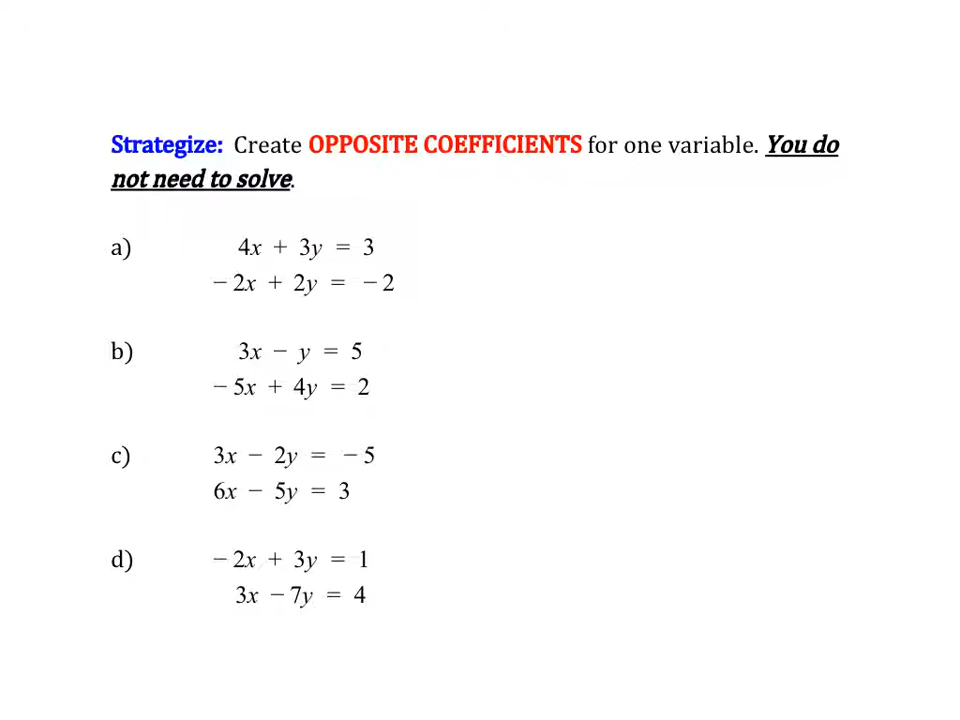 Strategize: Create OPPOSITE COEFFICIENTS for one variable. You do
not need to solve.
a) 4x + 3y = 3
− 2x + 2y = − 2
b) 3x − y = 5
− 5x + 4y = 2
c) 3x − 2y = − 5
6x − 5y = 3
d) − 2x + 3y = 1
3x − 7y = 4